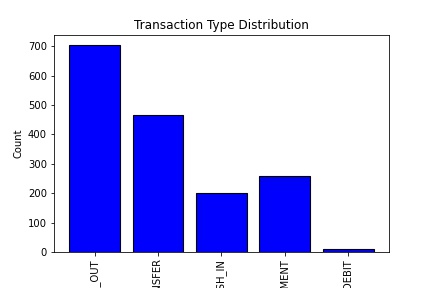 Transaction Type Distribution
Count
700
600
500
400
300
200
100
0
_OUT
NSFER
SH_IN
MENT
DEBIT